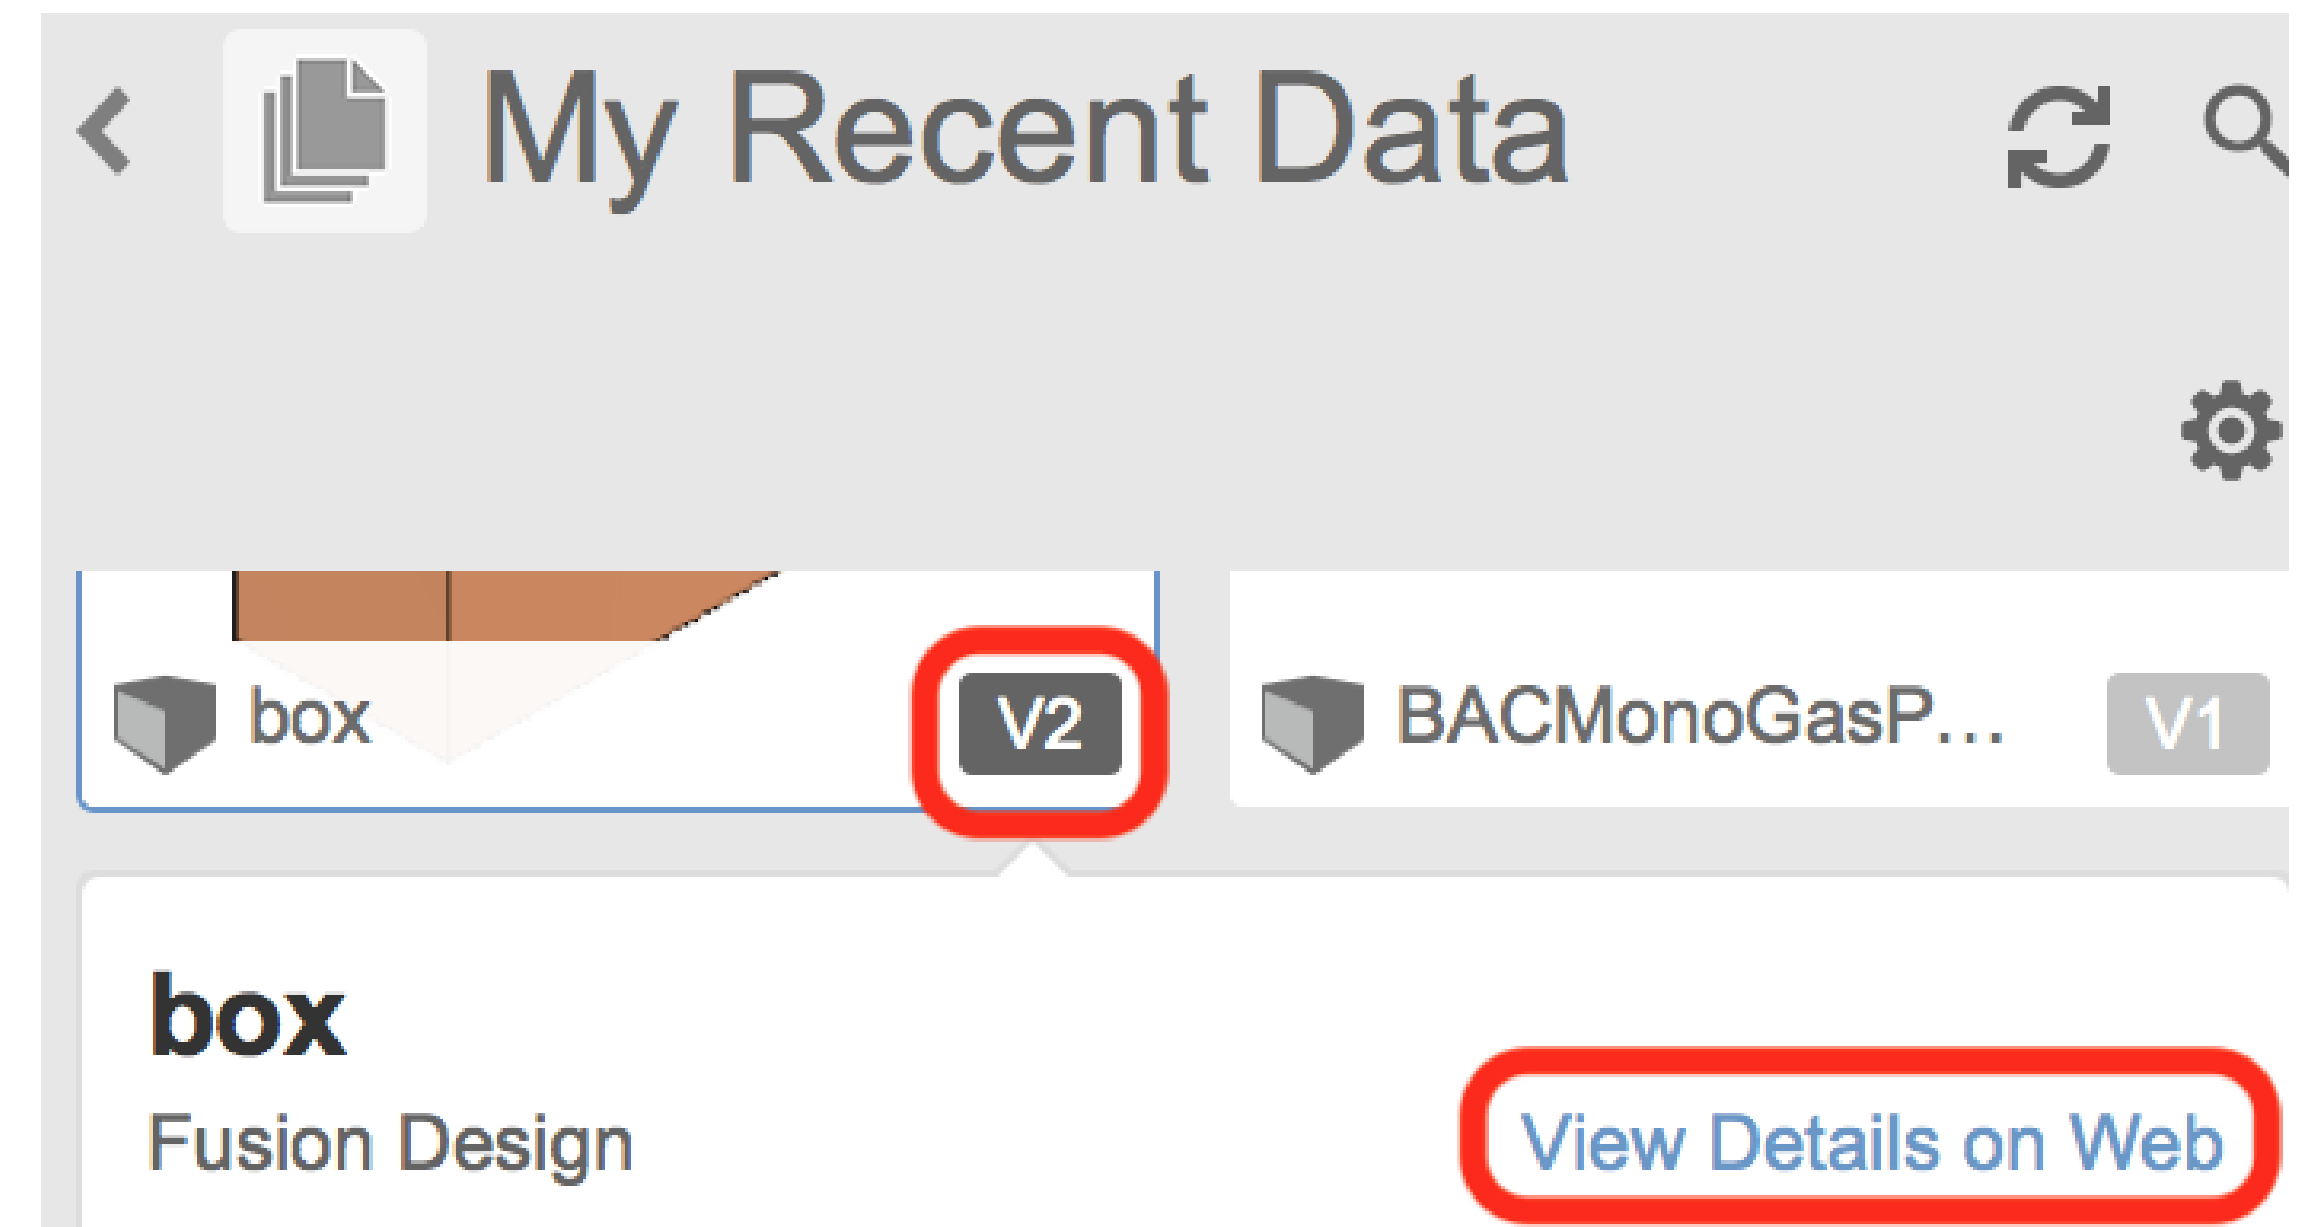 My Recent Data
box V2 BACMonoGasP... V1
box
Fusion Design View Details on Web